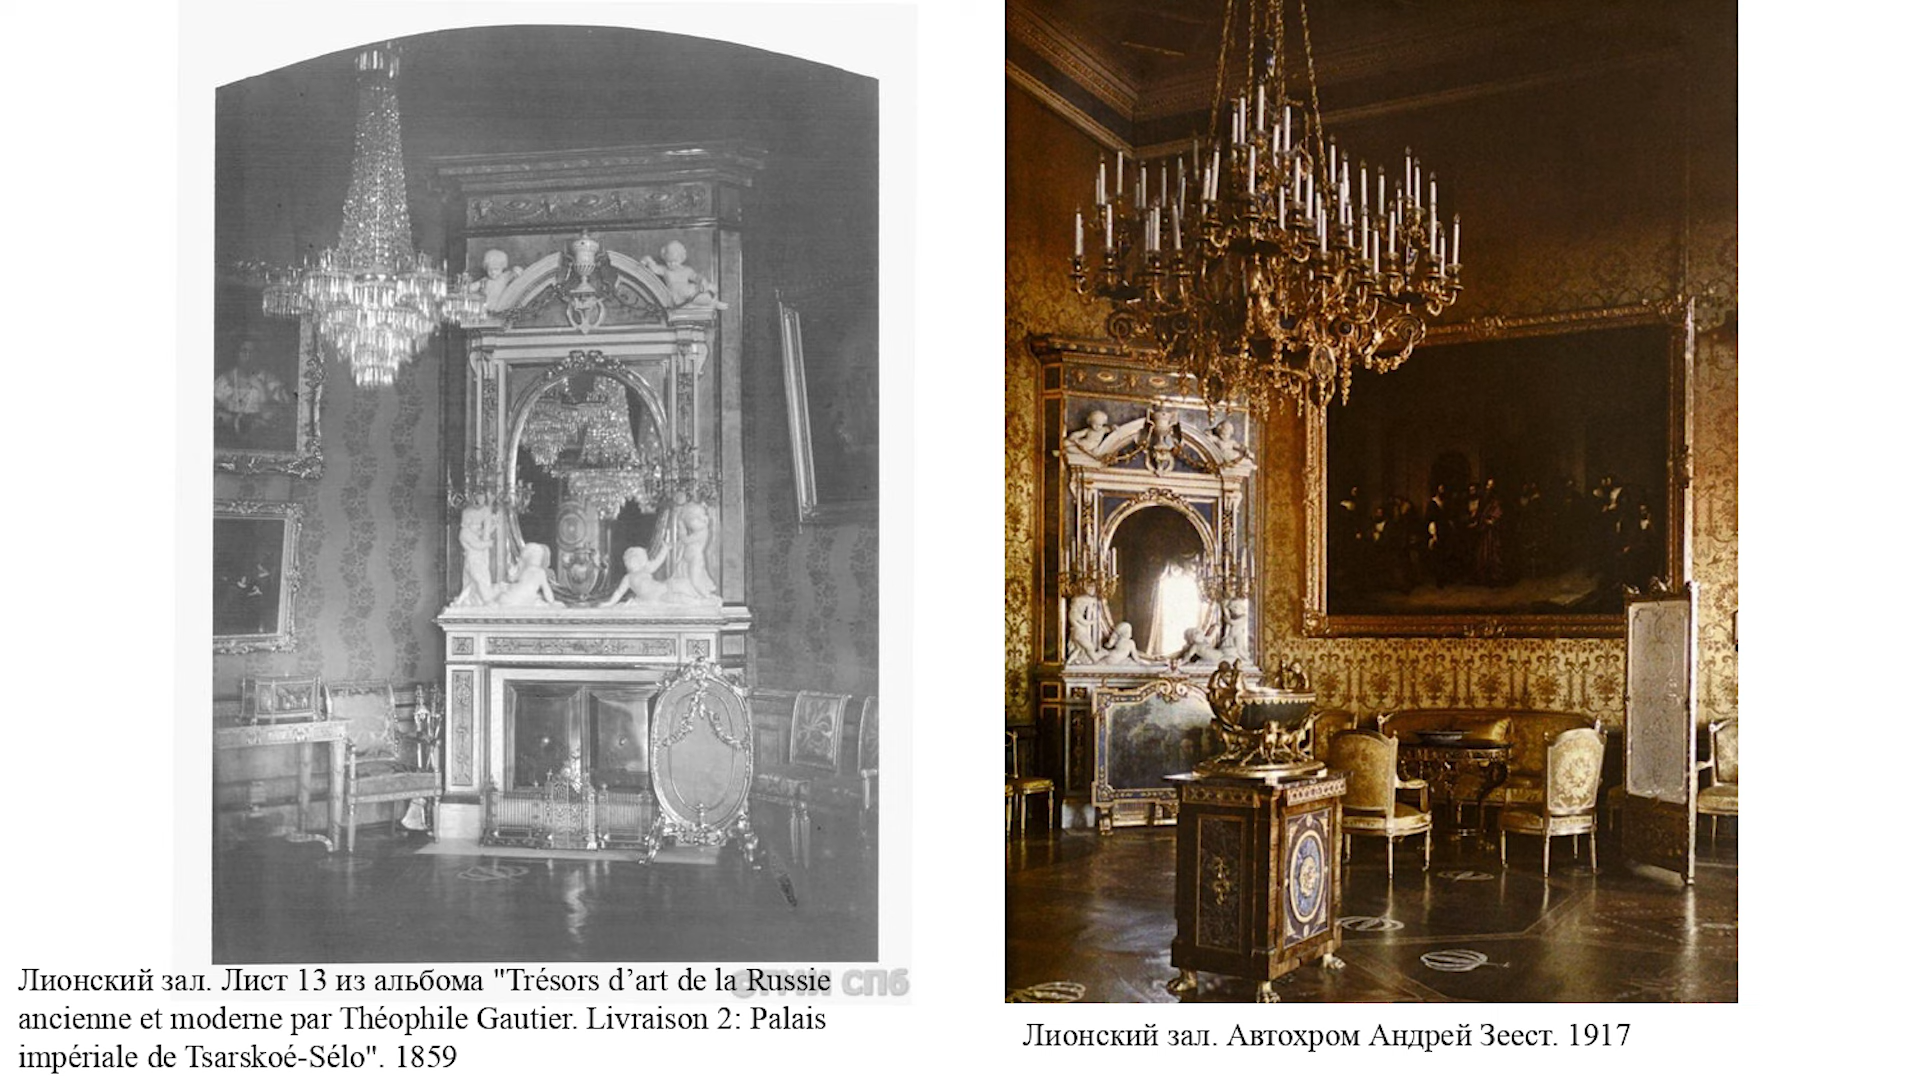 Лионский зал. Лист 13 из альбома "Trésors d’art de la Russie
ancienne et moderne par Théophile Gautier. Livraison 2: Palais
impériale de Tsarskoé-Sélo". 1859
СПб
Лионский зал. Автохром Андрей Зеест. 1917